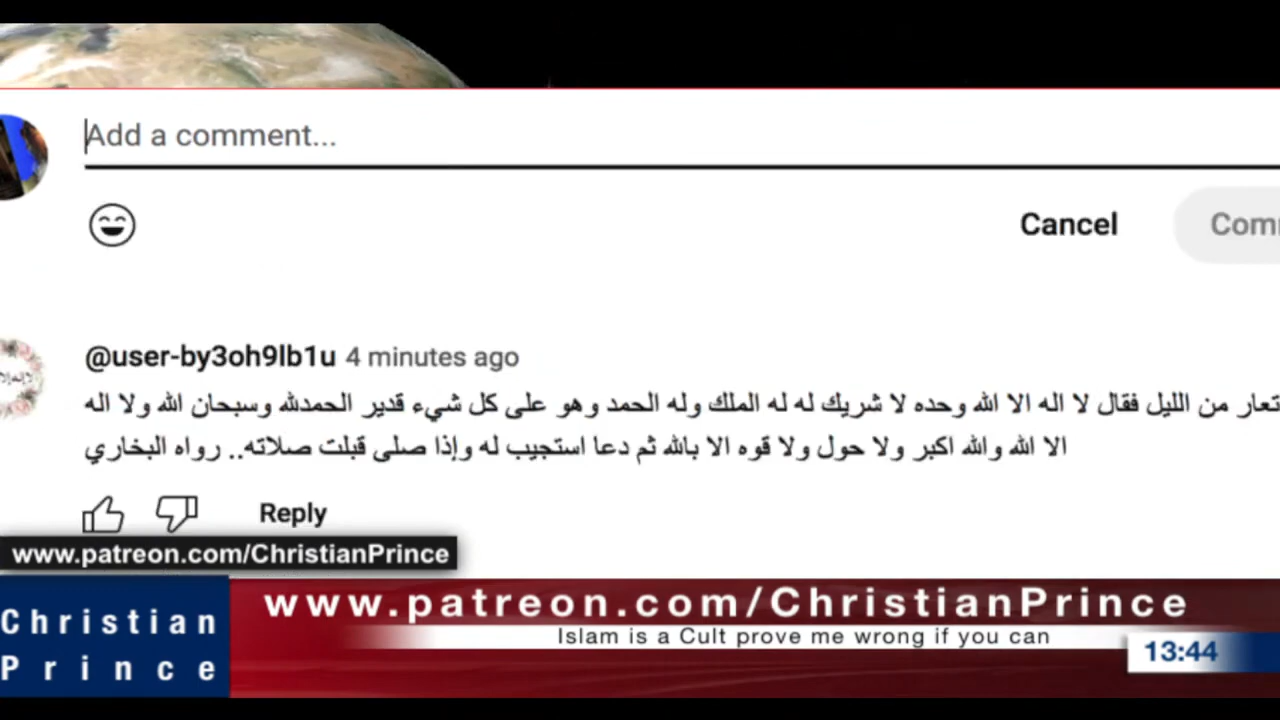 Add a comment...
Cancel
@user-by3oh9lb1u 4 minutes ago
تعار من الليل فقال لا اله الا الله وحده لا شريك له له الملك وله الحمد وهو على كل شيء قدير الحمدلله وسبحان الله ولا اله
الا الله والله اكبر ولا حول ولا قوه الا بالله ثم دعا استجيب له وإذا صلى قبلت صلاته.. رواه البخاري
Reply
www.patreon.com/ChristianPrince
www.patreon.com/ChristianPrince
Islam is a Cult prove me wrong if you can
Christian
Prince
13:44